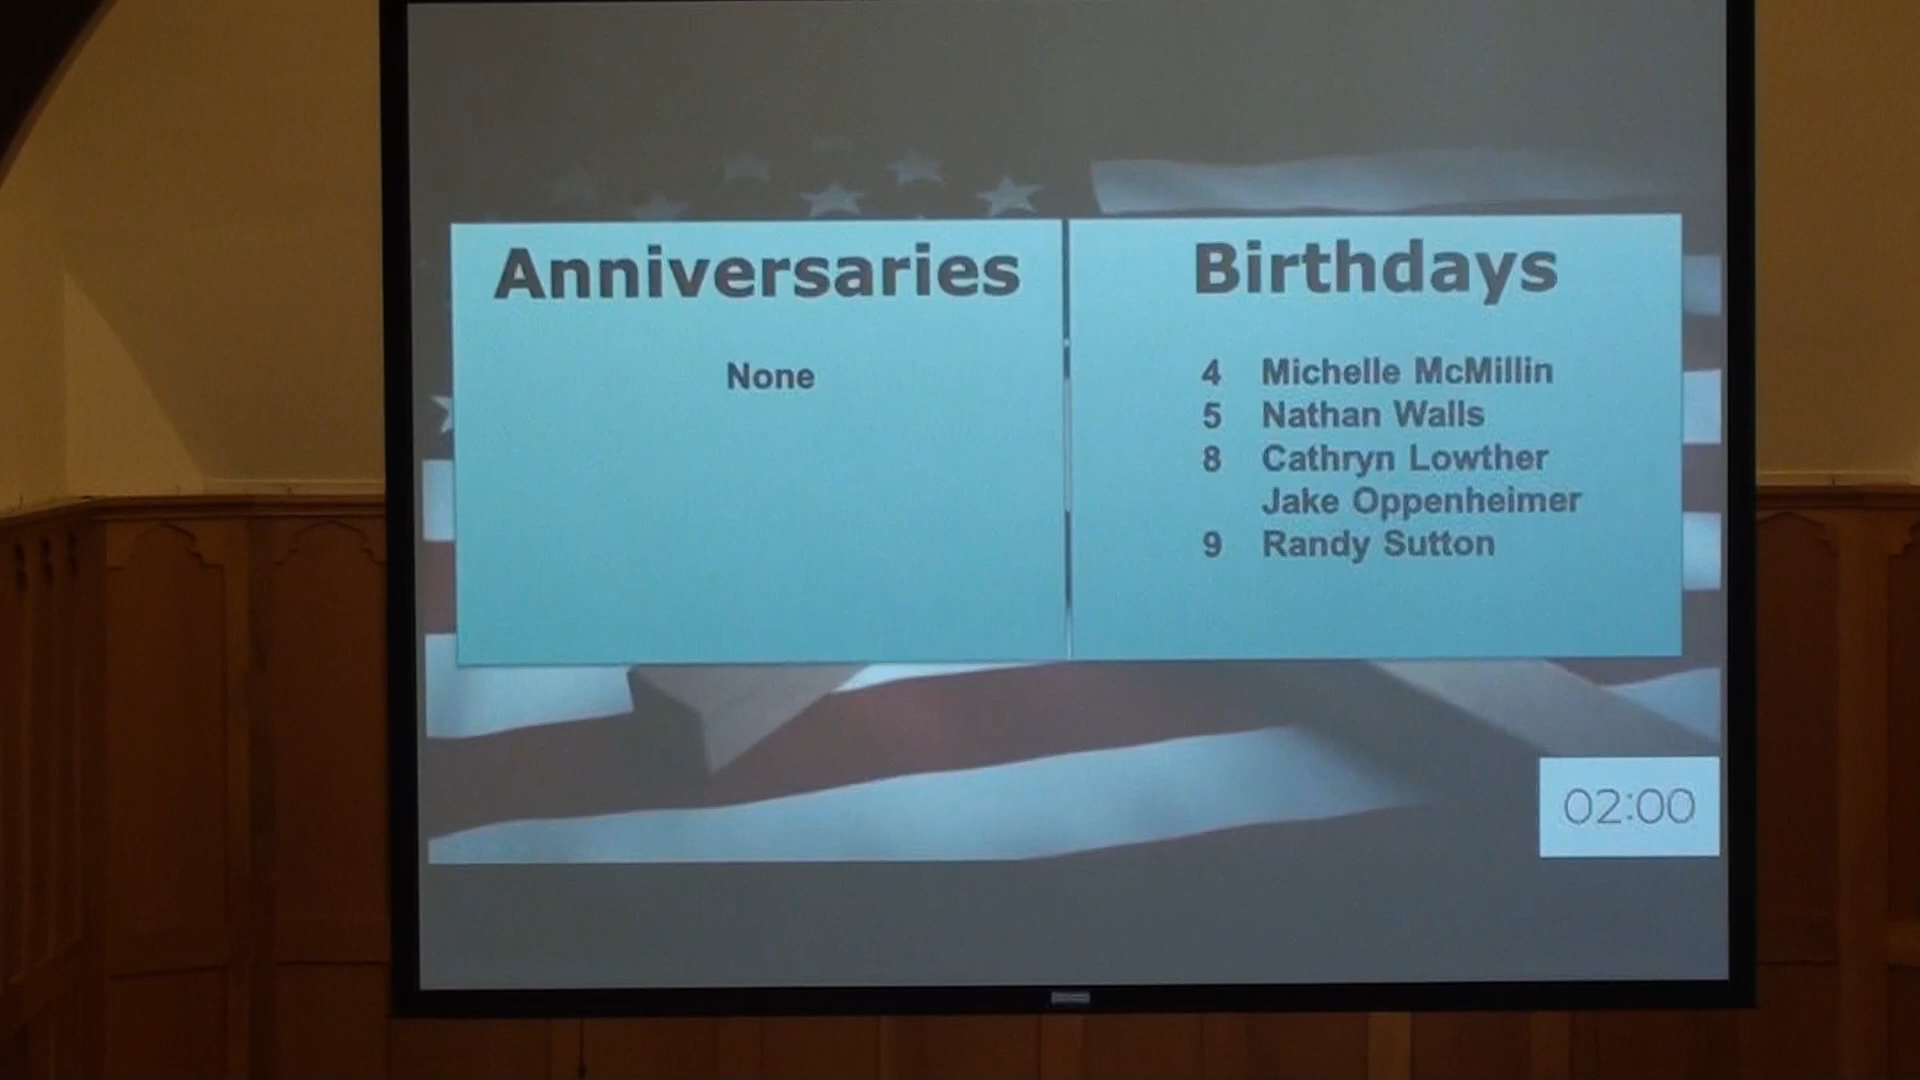 Anniversaries
None
Birthdays
4 Michelle McMillin
5 Nathan Walls
8 Cathryn Lowther
Jake Oppenheimer
9 Randy Sutton
02:00